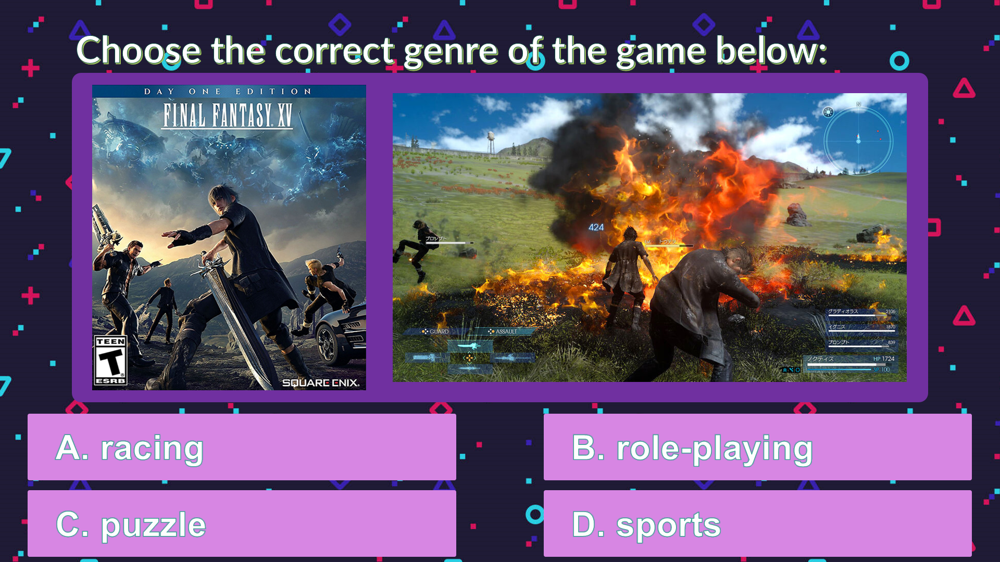 Choose the correct genre of the game below:
DAY ONE EDITION
FINAL FANTASY XV
TEEN
T
ESRB
SQUARE ENIX
N
424
プロンプト
トウテツ
GUARD
ASSAULT
グラディオラス 2106
イグニス 1870
プロンプト 839
ノクティス HP 1724
SP 100
A. racing
B. role-playing
C. puzzle
D. sports